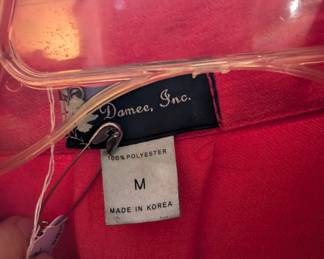 Damee, Inc.
100% POLYESTER
M
MADE IN KOREA